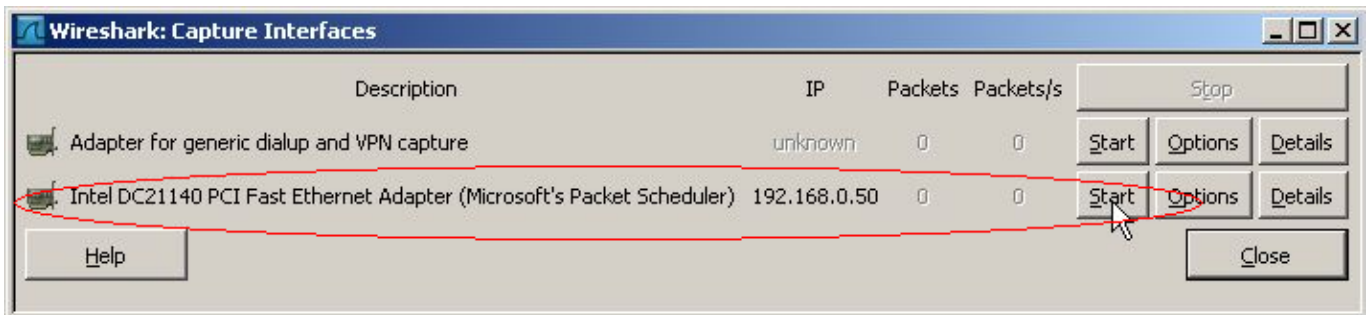 Wireshark: Capture Interfaces
Description IP Packets Packets/s Stop
Adapter for generic dialup and VPN capture unknown 0 0 Start Options Details
Intel DC21140 PCI Fast Ethernet Adapter (Microsoft's Packet Scheduler) 192.168.0.50 0 0 Start Options Details
Help Close